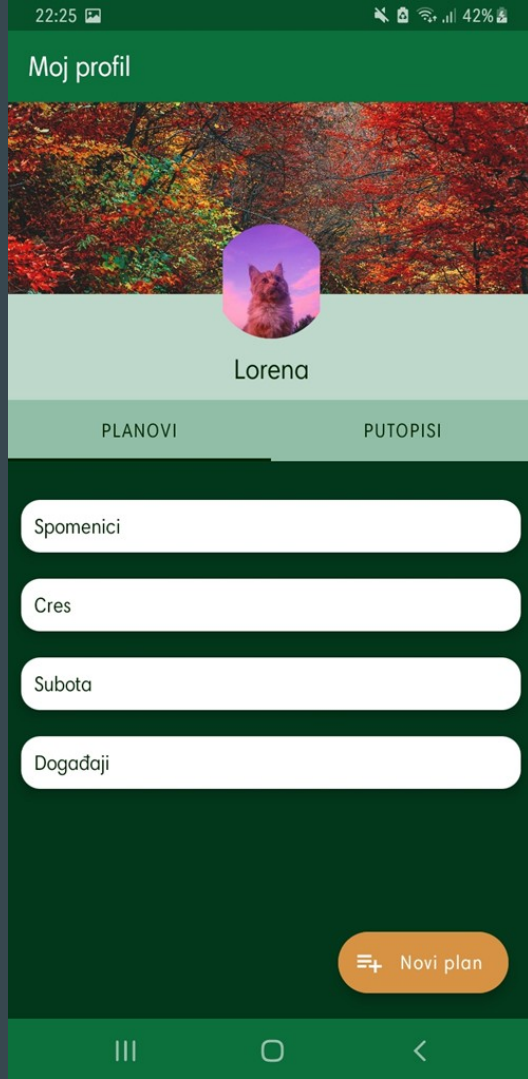 22:25 42%
Moj profil
Lorena
PLANOVI PUTOPISI
Spomenici
Cres
Subota
Događaji
Novi plan